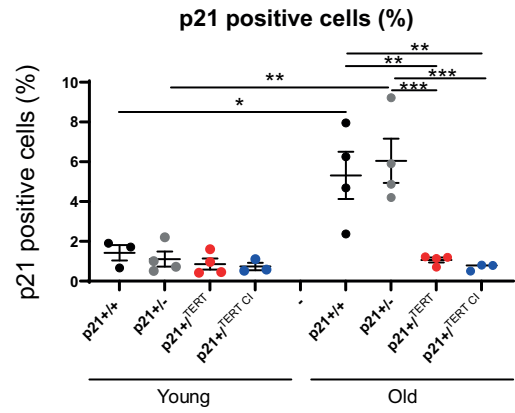 p21 positive cells (%)
p21 positive cells (%)
10
8
6
4
2
0
**
**
***
**
***
*
p21+/+
p21+/-
p21+/TERT
p21+/TERT CI
-
p21+/+
p21+/-
p21+/TERT
p21+/TERT CI
Young
Old